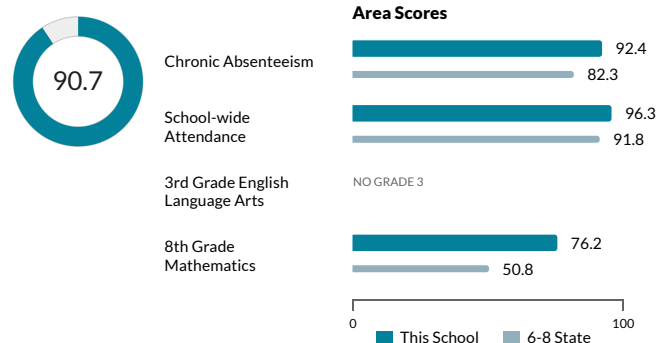 Area Scores
90.7
Chronic Absenteeism
92.4
82.3
School-wide
Attendance
96.3
91.8
3rd Grade English
Language Arts
NO GRADE 3
8th Grade
Mathematics
76.2
50.8
0
100
This School
6-8 State